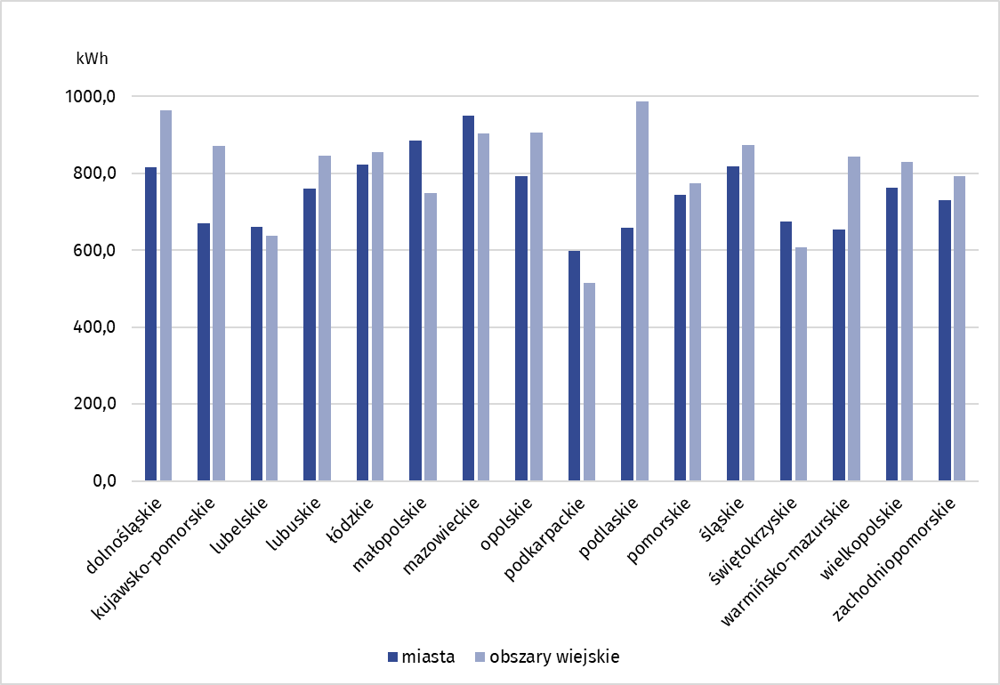 kWh
1000,0
800,0
600,0
400,0
200,0
0,0
dolnośląskie
kujawsko-pomorskie
lubelskie
lubuskie
łódzkie
małopolskie
mazowieckie
opolskie
podkarpackie
podlaskie
pomorskie
śląskie
świętokrzyskie
warmińsko-mazurskie
wielkopolskie
zachodniopomorskie
miasta obszary wiejskie